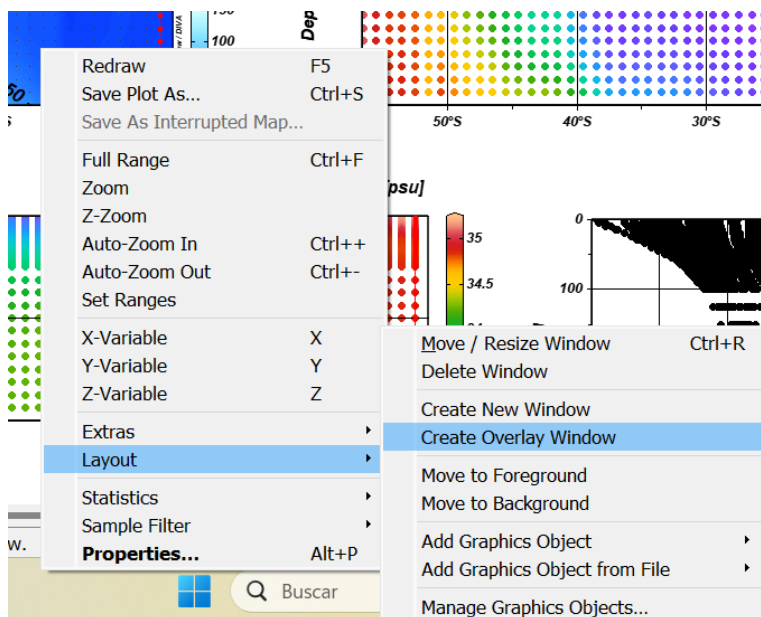 100
w / DIVA
Dep
50°S 40°S 30°S
Redraw F5
Save Plot As... Ctrl+S
Save As Interrupted Map...
Full Range Ctrl+F
Zoom
Z-Zoom
Auto-Zoom In Ctrl++
Auto-Zoom Out Ctrl+-
Set Ranges
X-Variable X
Y-Variable Y
Z-Variable Z
Extras
Layout
Statistics
Sample Filter
Properties... Alt+P
psu]
35
34.5
0
100
Move / Resize Window Ctrl+R
Delete Window
Create New Window
Create Overlay Window
Move to Foreground
Move to Background
Add Graphics Object
Add Graphics Object from File
Manage Graphics Objects...
w.
Buscar